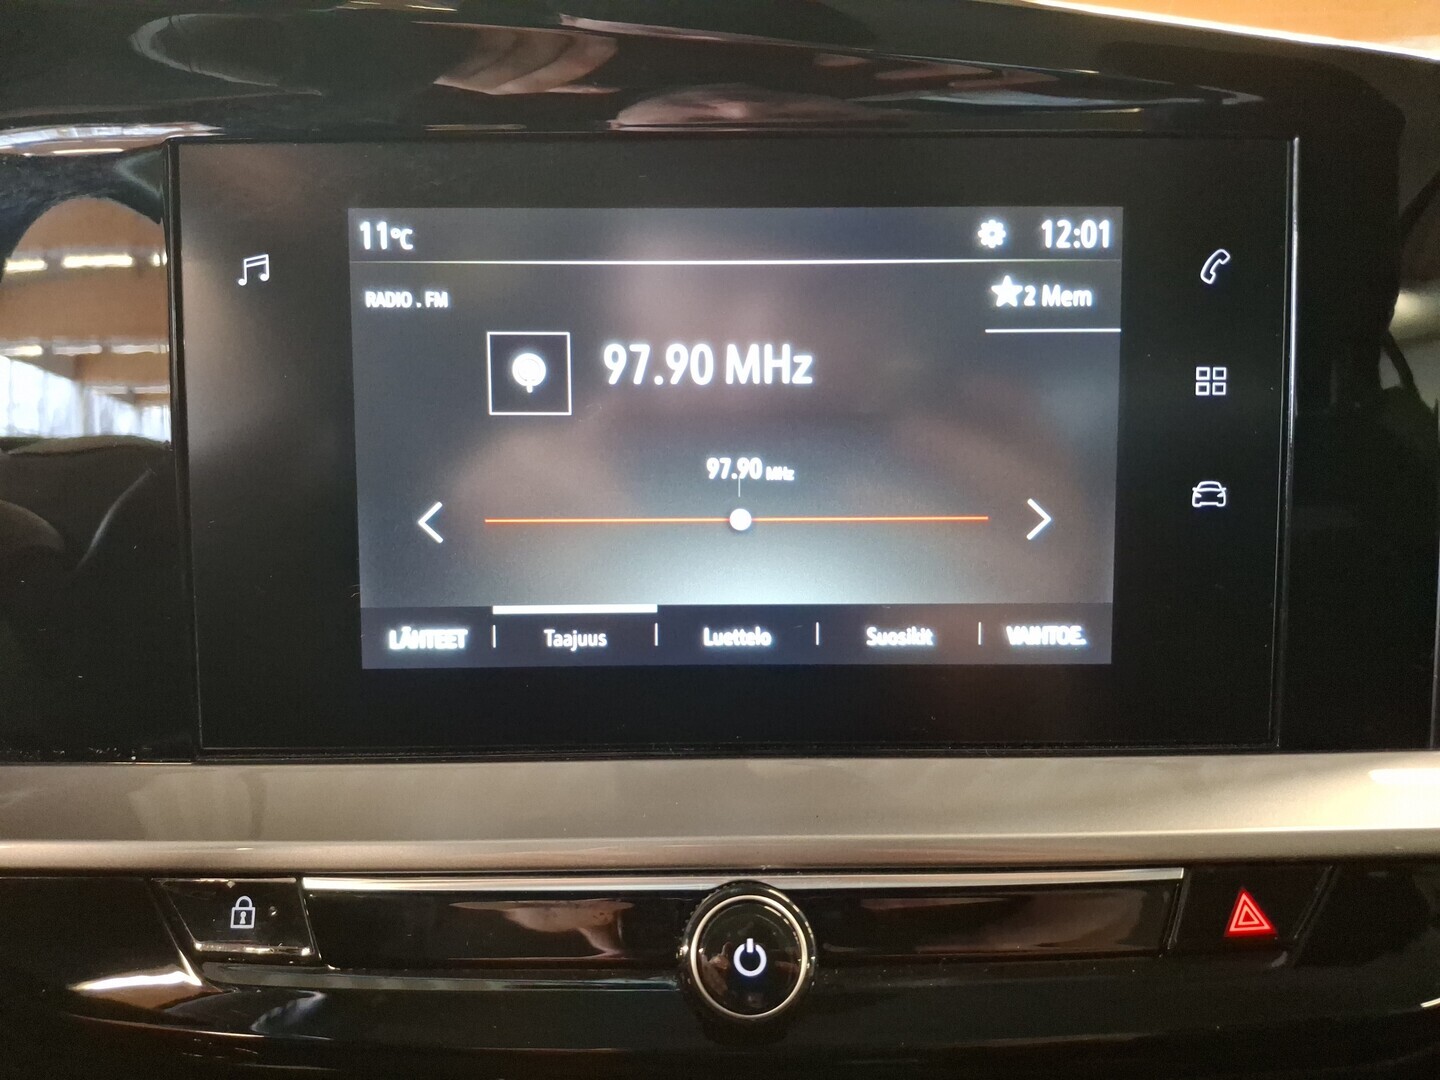 11°C 12:01
RADIO . FM
2 Mem
97.90 MHz
97.90 MHz
LÄHTEET Taajuus Luettelo Suosikit VAIHTOE.